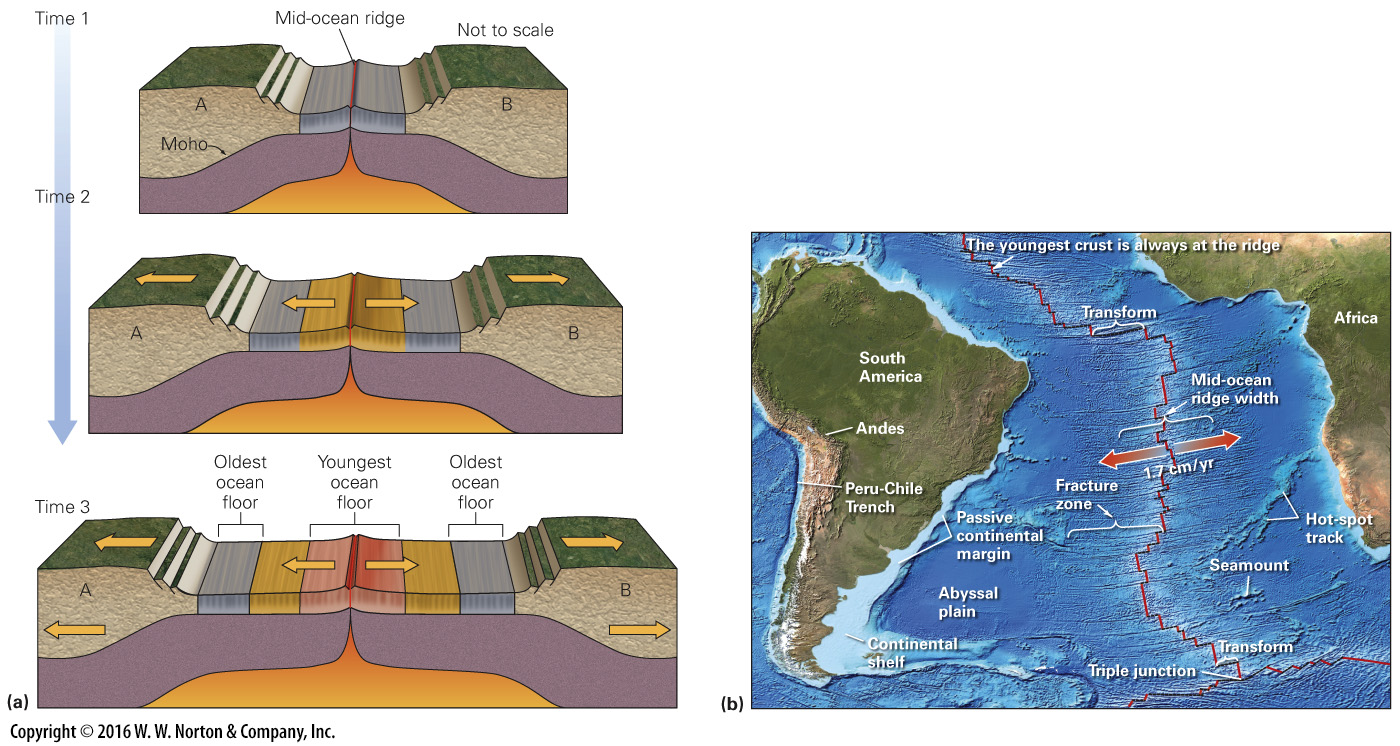 Time 1
Mid-ocean ridge
Not to scale
A
B
Moho
Time 2
A
B
Oldest
ocean
floor
Youngest
ocean
floor
Oldest
ocean
floor
Time 3
A
B
(a)
The youngest crust is always at the ridge
Transform
Africa
South
America
Mid-ocean
ridge width
Andes
1.7 cm/yr
Peru-Chile
Trench
Fracture
zone
Passive
continental
margin
Hot-spot
track
Seamount
Abyssal
plain
Continental
shelf
Transform
Triple junction
(b)
Copyright © 2016 W. W. Norton & Company, Inc.